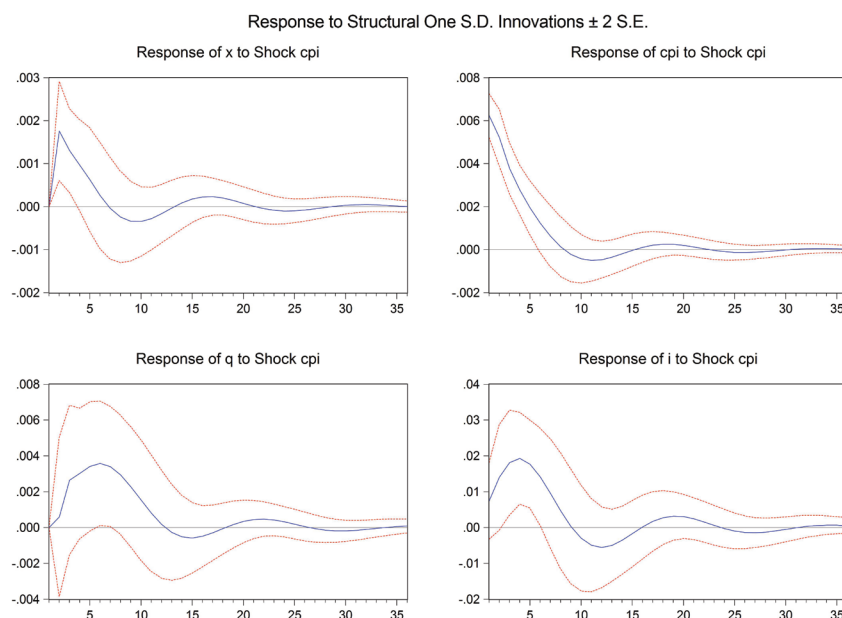 Response to Structural One S.D. Innovations ± 2 S.E.
Response of x to Shock cpi
.003
.002
.001
.000
-.001
-.002
5 10 15 20 25 30 35
Response of cpi to Shock cpi
.008
.006
.004
.002
.000
-.002
5 10 15 20 25 30 35
Response of q to Shock cpi
.008
.006
.004
.002
.000
-.002
-.004
5 10 15 20 25 30 35
Response of i to Shock cpi
.04
.03
.02
.01
.00
-.01
-.02
5 10 15 20 25 30 35